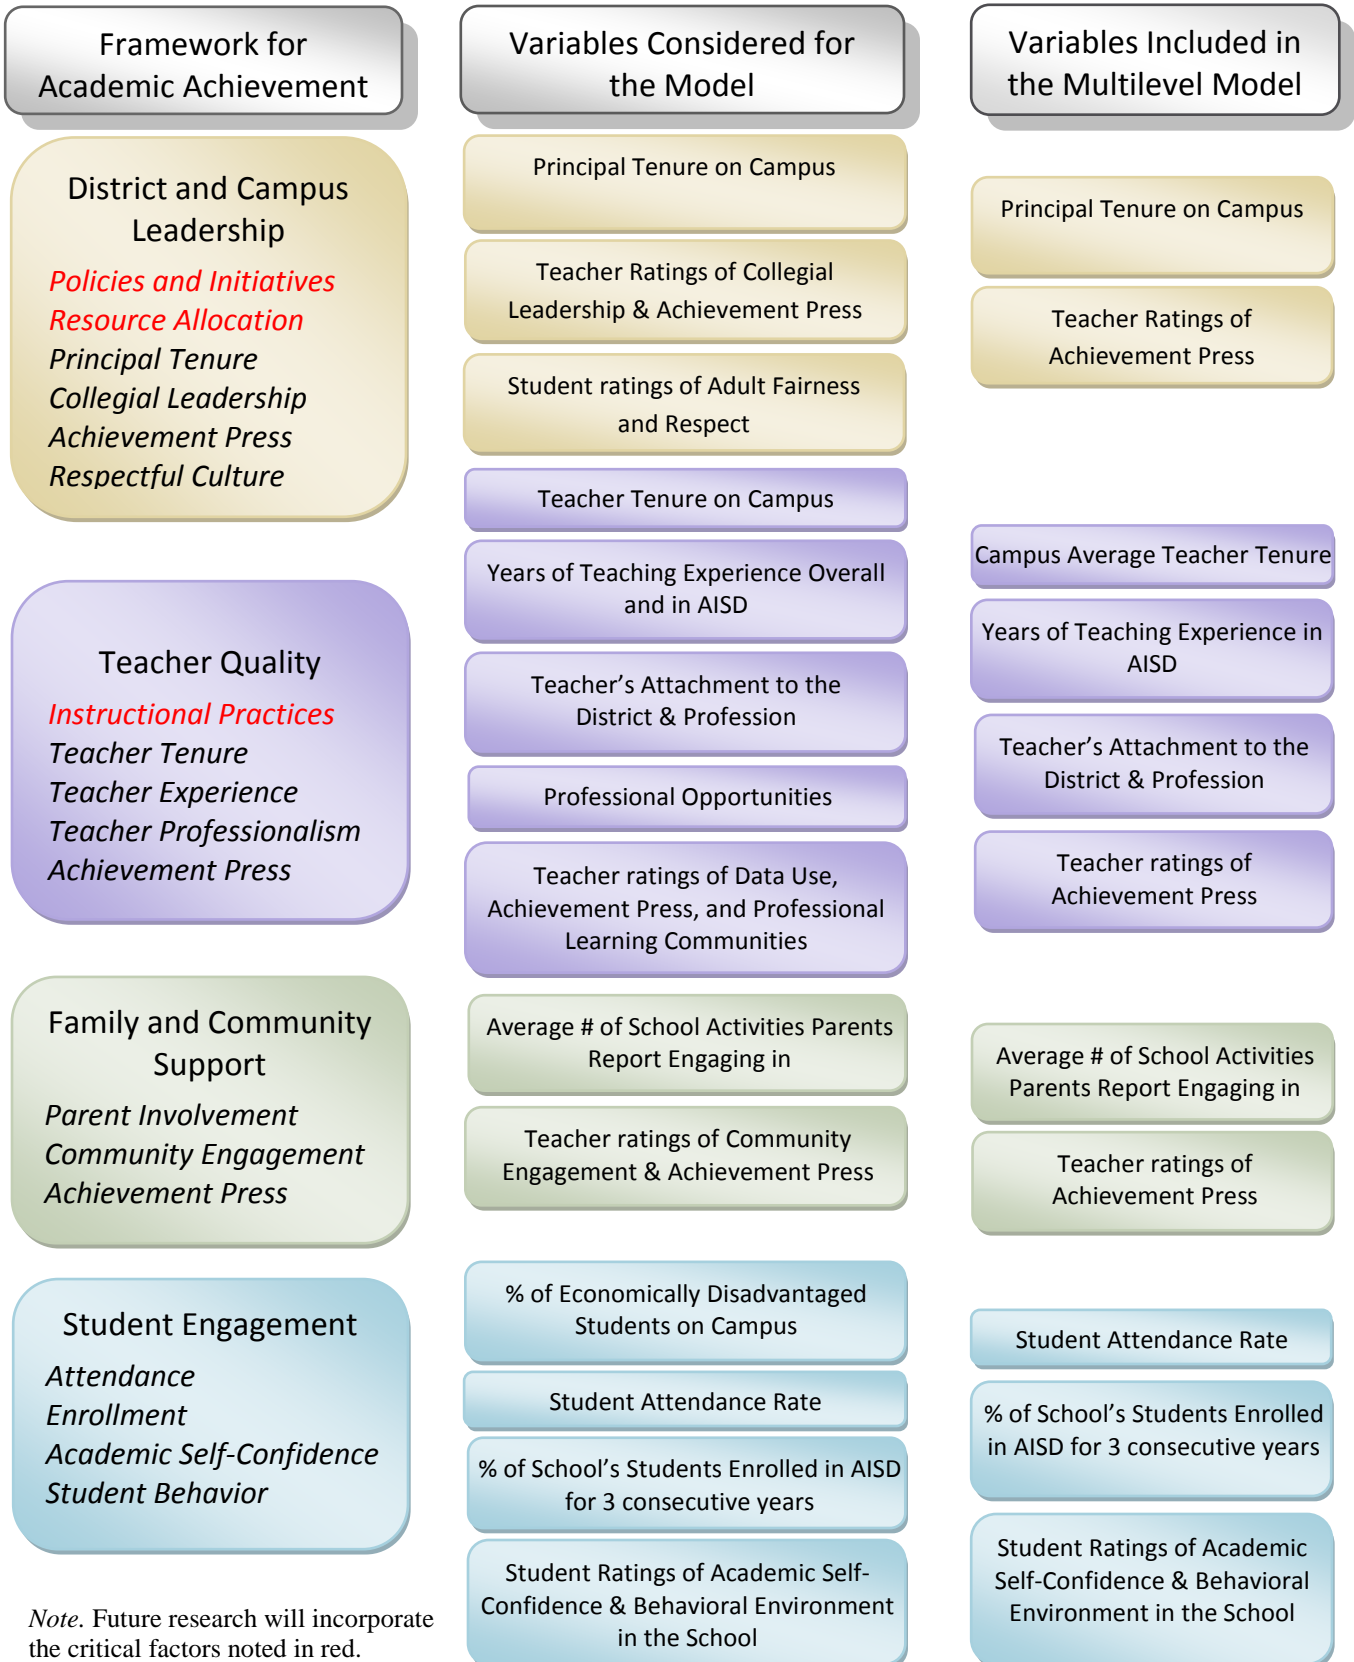 Framework for
Academic Achievement
District and Campus
Leadership
Policies and Initiatives
Resource Allocation
Principal Tenure
Collegial Leadership
Achievement Press
Respectful Culture
Teacher Quality
Instructional Practices
Teacher Tenure
Teacher Experience
Teacher Professionalism
Achievement Press
Family and Community
Support
Parent Involvement
Community Engagement
Achievement Press
Student Engagement
Attendance
Enrollment
Academic Self-Confidence
Student Behavior
Note. Future research will incorporate
the critical factors noted in red.
Variables Considered for
the Model
Principal Tenure on Campus
Teacher Ratings of Collegial
Leadership & Achievement Press
Student ratings of Adult Fairness
and Respect
Teacher Tenure on Campus
Years of Teaching Experience Overall
and in AISD
Teacher’s Attachment to the
District & Profession
Professional Opportunities
Teacher ratings of Data Use,
Achievement Press, and Professional
Learning Communities
Average # of School Activities Parents
Report Engaging in
Teacher ratings of Community
Engagement & Achievement Press
% of Economically Disadvantaged
Students on Campus
Student Attendance Rate
% of School’s Students Enrolled in AISD
for 3 consecutive years
Student Ratings of Academic Self-
Confidence & Behavioral Environment
in the School
Variables Included in
the Multilevel Model
Principal Tenure on Campus
Teacher Ratings of
Achievement Press
Campus Average Teacher Tenure
Years of Teaching Experience in
AISD
Teacher’s Attachment to the
District & Profession
Teacher ratings of
Achievement Press
Average # of School Activities
Parents Report Engaging in
Teacher ratings of
Achievement Press
Student Attendance Rate
% of School’s Students Enrolled
in AISD for 3 consecutive years
Student Ratings of Academic
Self-Confidence & Behavioral
Environment in the School